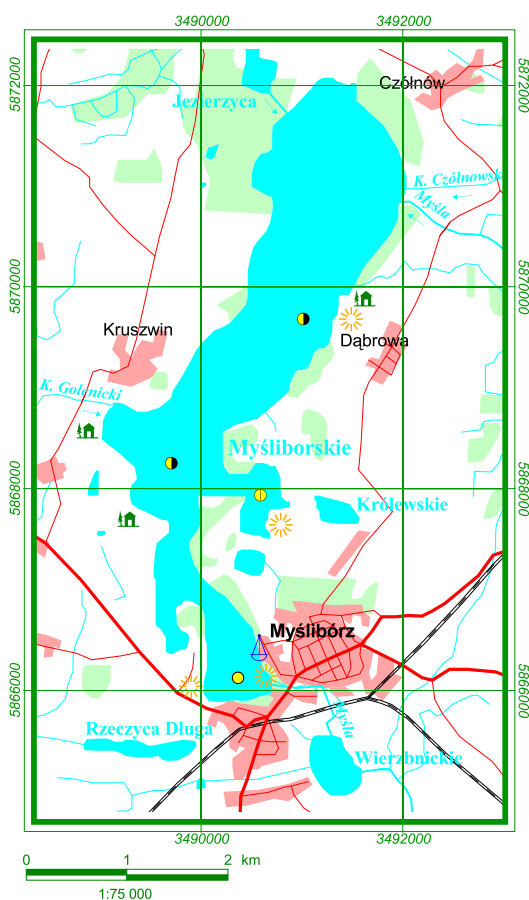 3490000 3492000
5872000 5872000
Czółnów
Jezierzyca
K. Czólnowsk
Myśla
5870000 5870000
Kruszwin
Dąbrowa
K. Golenicki
Myśliborskie
5868000 5868000
Królewskie
Myślibórz
5866000 5866000
Rzeczyca Długa
Myśla
Wierzbnickie
3490000 3492000
0 1 2 km
1:75 000